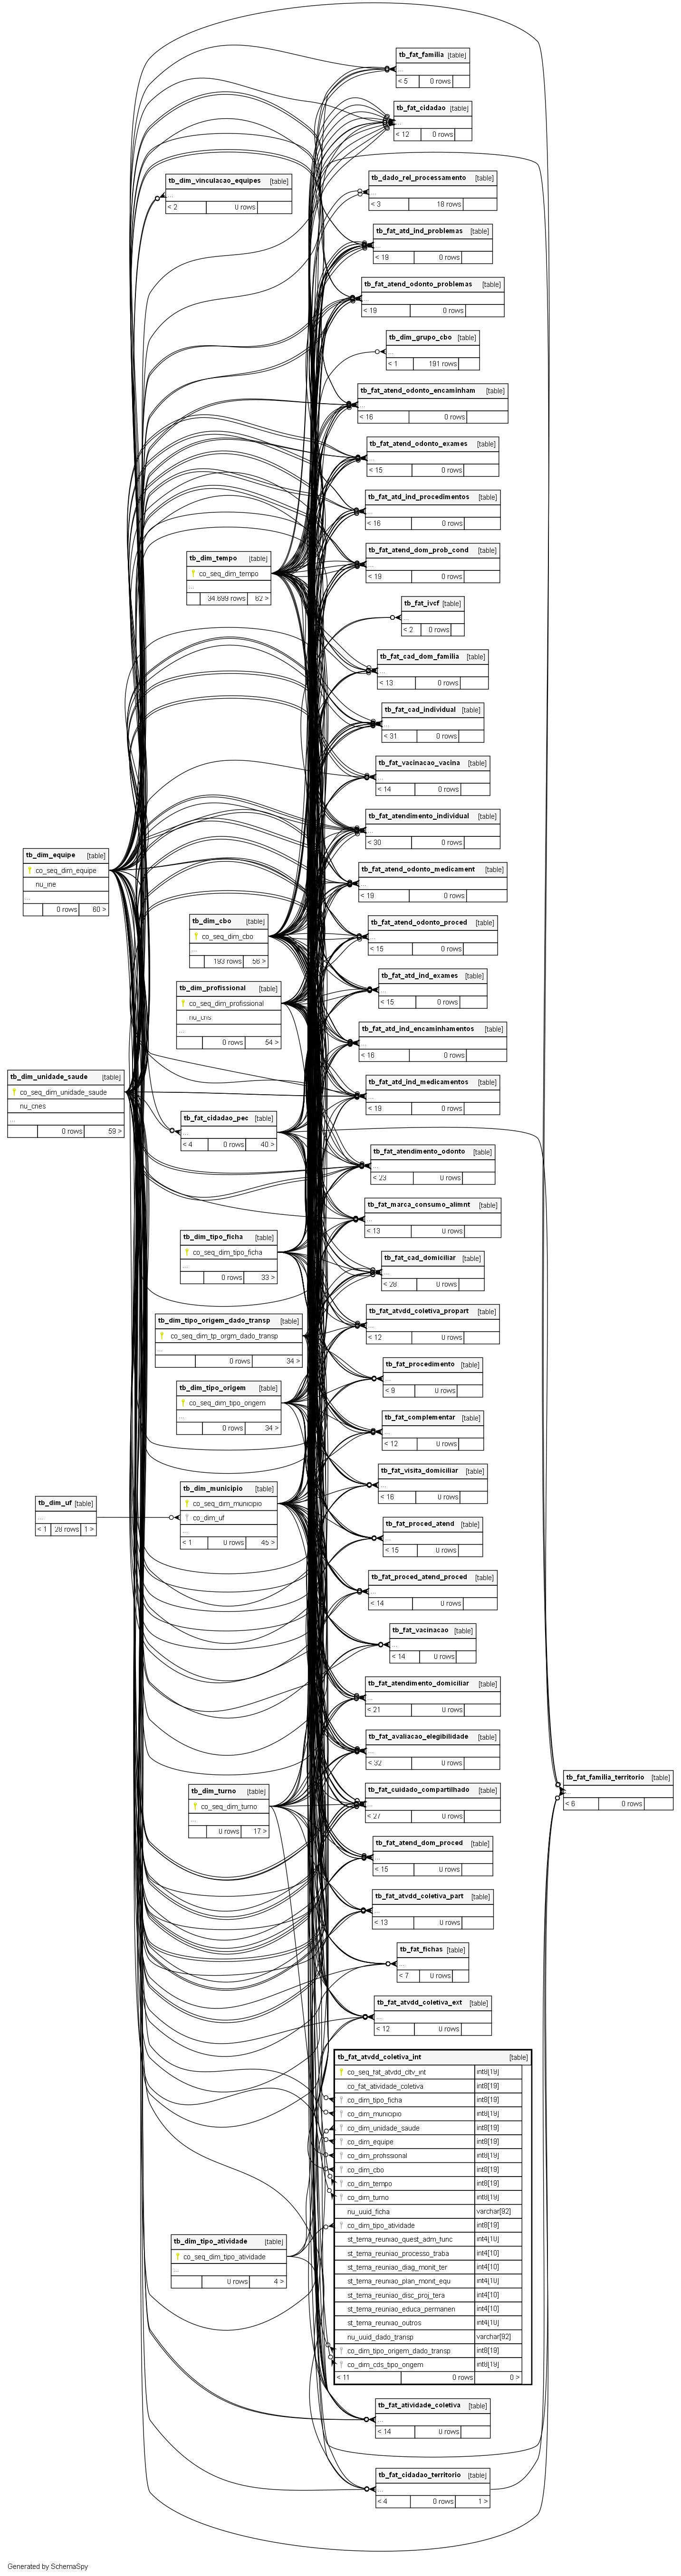 tb_fat_familia [table]
...
< 5 0 rows
tb_fat_cidadao [table]
...
< 12 0 rows
tb_dim_vinculacao_equipes [table]
...
< 2 0 rows
tb_dado_rel_processamento [table]
...
< 3 18 rows
tb_fat_atd_ind_problemas [table]
...
< 19 0 rows
tb_fat_atend_odonto_problemas [table]
...
< 19 0 rows
tb_dim_grupo_cbo [table]
...
< 1 191 rows
tb_fat_atend_odonto_encaminham [table]
...
< 16 0 rows
tb_fat_atend_odonto_exames [table]
...
< 15 0 rows
tb_fat_atd_ind_procedimentos [table]
...
< 16 0 rows
tb_fat_atend_dom_prob_cond [table]
...
< 19 0 rows
tb_dim_tempo [table]
co_seq_dim_tempo
...
34.699 rows 62 >
tb_fat_ivcf [table]
...
< 2 0 rows
tb_fat_cad_dom_familia [table]
...
< 13 0 rows
tb_fat_cad_individual [table]
...
< 31 0 rows
tb_fat_vacinacao_vacina [table]
...
< 14 0 rows
tb_fat_atendimento_individual [table]
...
< 30 0 rows
tb_dim_equipe [table]
co_seq_dim_equipe
nu_ine
...
0 rows 60 >
tb_fat_atend_odonto_medicament [table]
...
< 19 0 rows
tb_dim_cbo [table]
co_seq_dim_cbo
...
193 rows 56 >
tb_fat_atend_odonto_proced [table]
...
< 15 0 rows
tb_fat_atd_ind_exames [table]
...
< 15 0 rows
tb_dim_profissional [table]
co_seq_dim_profissional
nu_cns
...
0 rows 54 >
tb_fat_atd_ind_encaminhamentos [table]
...
< 16 0 rows
tb_dim_unidade_saude [table]
co_seq_dim_unidade_saude
nu_cnes
...
0 rows 59 >
tb_fat_atd_ind_medicamentos [table]
...
< 19 0 rows
tb_fat_cidadao_pec [table]
...
< 4 0 rows 40 >
tb_fat_atendimento_odonto [table]
...
< 23 0 rows
tb_fat_marca_consumo_alimnt [table]
...
< 13 0 rows
tb_dim_tipo_ficha [table]
co_seq_dim_tipo_ficha
...
0 rows 33 >
tb_fat_cad_domiciliar [table]
...
< 28 0 rows
tb_dim_tipo_origem_dado_transp [table]
co_seq_dim_tp_orgm_dado_transp
...
0 rows 34 >
tb_fat_atvdd_coletiva_propart [table]
...
< 12 0 rows
tb_fat_procedimento [table]
...
< 9 0 rows
tb_dim_tipo_origem [table]
co_seq_dim_tipo_origem
...
0 rows 34 >
tb_fat_complementar [table]
...
< 12 0 rows
tb_fat_visita_domiciliar [table]
...
< 16 0 rows
tb_dim_uf [table]
...
< 1 28 rows 1 >
tb_dim_municipio [table]
co_seq_dim_municipio
co_dim_uf
...
< 1 0 rows 45 >
tb_fat_proced_atend [table]
...
< 15 0 rows
tb_fat_proced_atend_proced [table]
...
< 14 0 rows
tb_fat_vacinacao [table]
...
< 14 0 rows
tb_fat_atendimento_domiciliar [table]
...
< 21 0 rows
tb_fat_avaliacao_elegibilidade [table]
...
< 32 0 rows
tb_fat_familia_territorio [table]
...
< 6 0 rows
tb_dim_turno [table]
co_seq_dim_turno
...
0 rows 17 >
tb_fat_cuidado_compartilhado [table]
...
< 27 0 rows
tb_fat_atend_dom_proced [table]
...
< 15 0 rows
tb_fat_atvdd_coletiva_part [table]
...
< 13 0 rows
tb_fat_fichas [table]
...
< 7 0 rows
tb_fat_atvdd_coletiva_ext [table]
...
< 12 0 rows
tb_fat_atvdd_coletiva_int [table]
co_seq_fat_atvdd_cltv_int int8[19]
co_fat_atividade_coletiva int8[19]
co_dim_tipo_ficha int8[19]
co_dim_municipio int8[19]
co_dim_unidade_saude int8[19]
co_dim_equipe int8[19]
co_dim_profissional int8[19]
co_dim_cbo int8[19]
co_dim_tempo int8[19]
co_dim_turno int8[19]
nu_uuid_ficha varchar[92]
co_dim_tipo_atividade int8[19]
st_tema_reuniao_quest_adm_func int4[10]
st_tema_reuniao_processo_traba int4[10]
st_tema_reuniao_diag_monit_ter int4[10]
st_tema_reuniao_plan_monit_equ int4[10]
st_tema_reuniao_disc_proj_tera int4[10]
st_tema_reuniao_educa_permanen int4[10]
st_tema_reuniao_outros int4[10]
nu_uuid_dado_transp varchar[92]
co_dim_tipo_origem_dado_transp int8[19]
co_dim_cds_tipo_origem int8[19]
< 11 0 rows 0 >
tb_dim_tipo_atividade [table]
co_seq_dim_tipo_atividade
...
0 rows 4 >
tb_fat_atividade_coletiva [table]
...
< 14 0 rows
tb_fat_cidadao_territorio [table]
...
< 4 0 rows 1 >
Generated by SchemaSpy